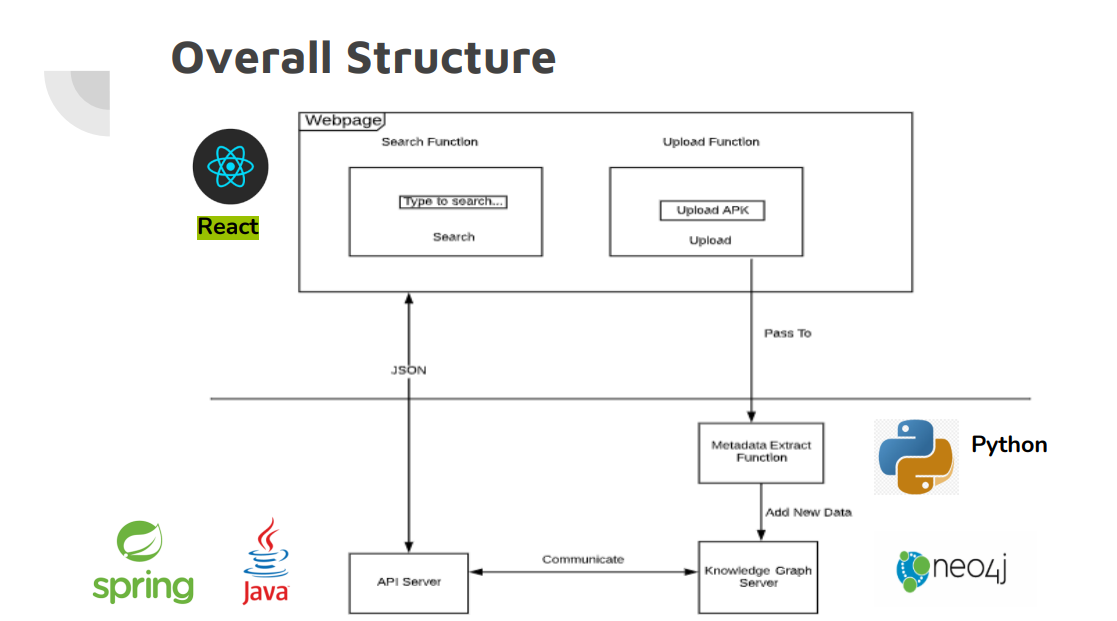 Overall Structure
Webpage
Search Function
Upload Function
Type to search...
Search
Upload APK
Upload
React
Pass To
JSON
Metadata Extract
Function
Python
Add New Data
spring
Java
API Server
Communicate
Knowledge Graph
Server
neo4j